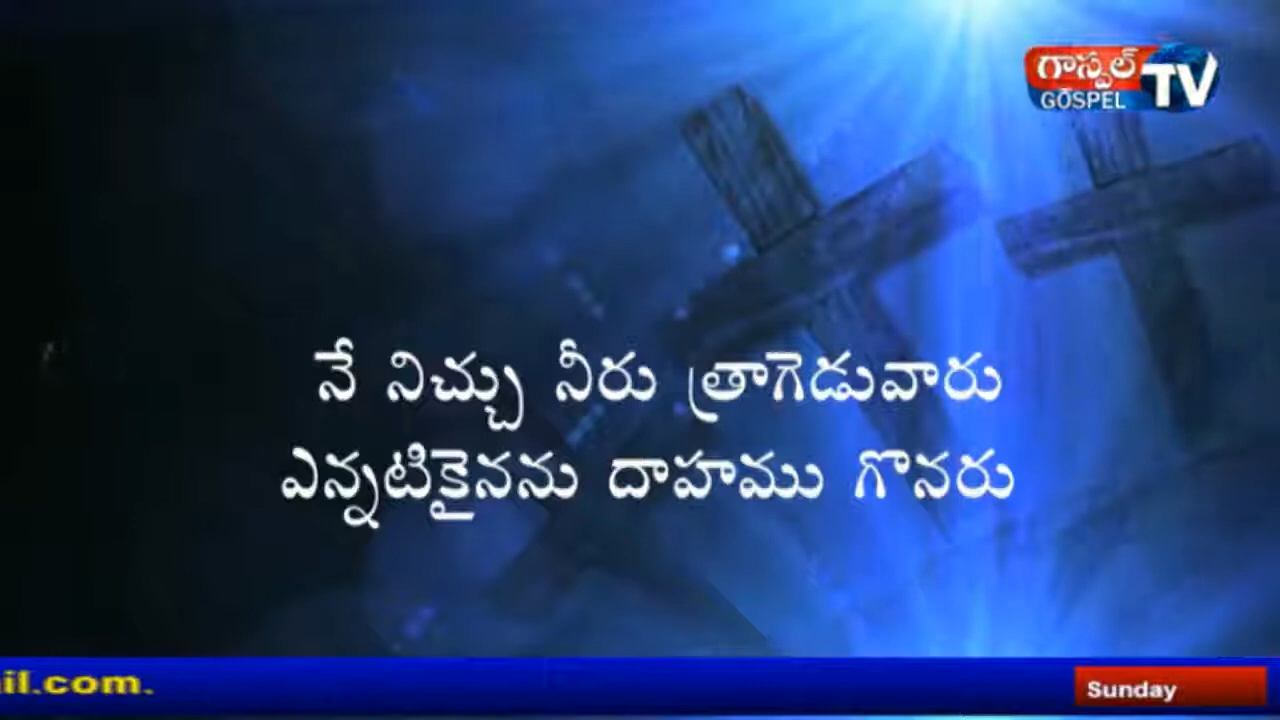 గాస్పల్ TV
GOSPEL
నే నిచ్చు నీరు త్రాగెడువారు
ఎన్నటికైనను దాహము గొనరు
il.com.
Sunday